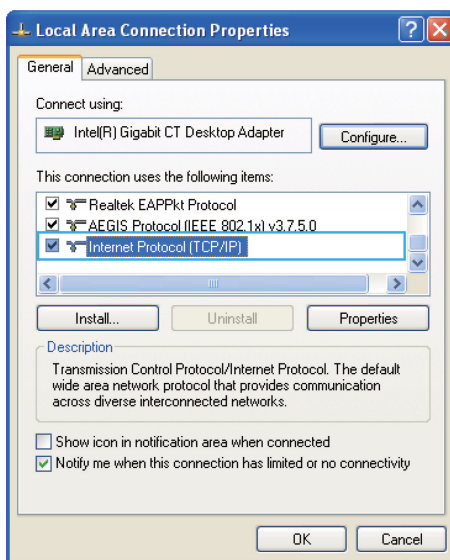 Local Area Connection Properties
General Advanced
Connect using:
Intel(R) Gigabit CT Desktop Adapter Configure...
This connection uses the following items:
Realtek EAPPkt Protocol
AEGIS Protocol (IEEE 802.1x) v3.7.5.0
Internet Protocol (TCP/IP)
Install... Uninstall Properties
Description
Transmission Control Protocol/Internet Protocol. The default
wide area network protocol that provides communication
across diverse interconnected networks.
Show icon in notification area when connected
Notify me when this connection has limited or no connectivity
OK Cancel